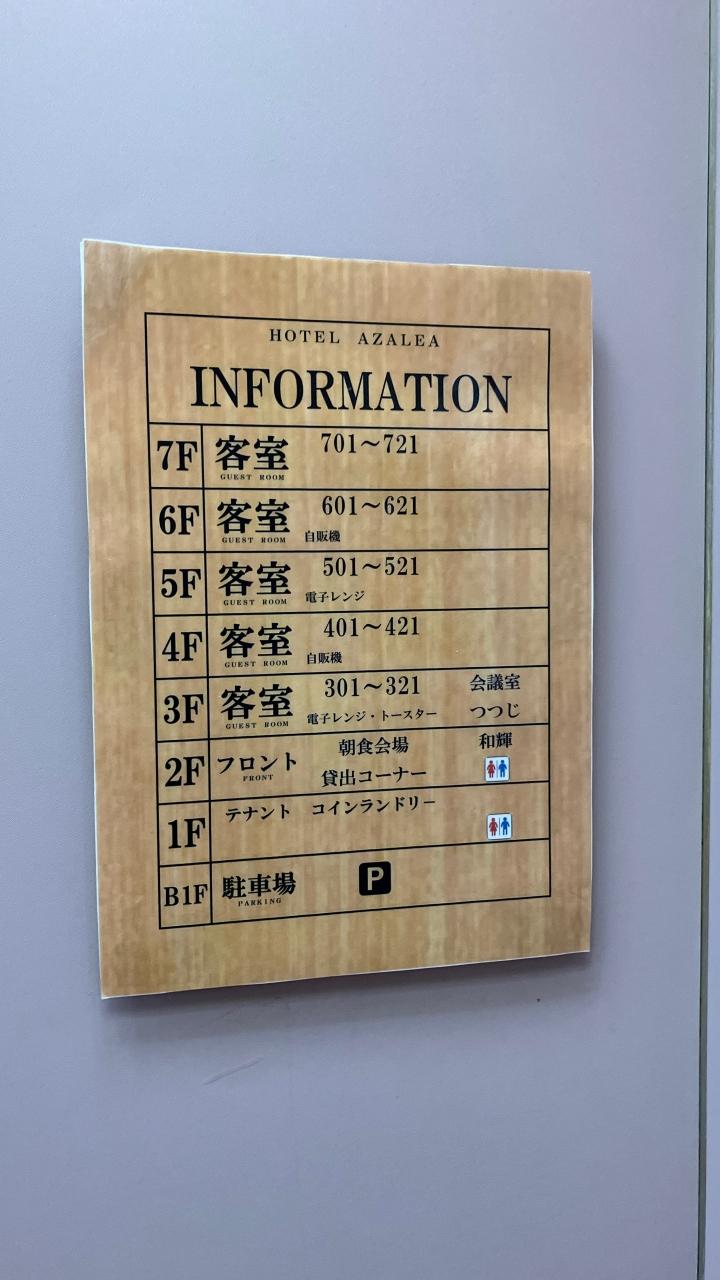 HOTEL AZALEA
INFORMATION
7F 客室 701～721
GUEST ROOM
6F 客室 601～621
GUEST ROOM 自販機
5F 客室 501～521
GUEST ROOM 電子レンジ
4F 客室 401～421
GUEST ROOM 自販機
3F 客室 301～321 会議室
GUEST ROOM 電子レンジ・トースター つつじ
2F フロント 朝食会場 和輝
FRONT 貸出コーナー
1F テナント コインランドリー
B1F 駐車場 P
PARKING